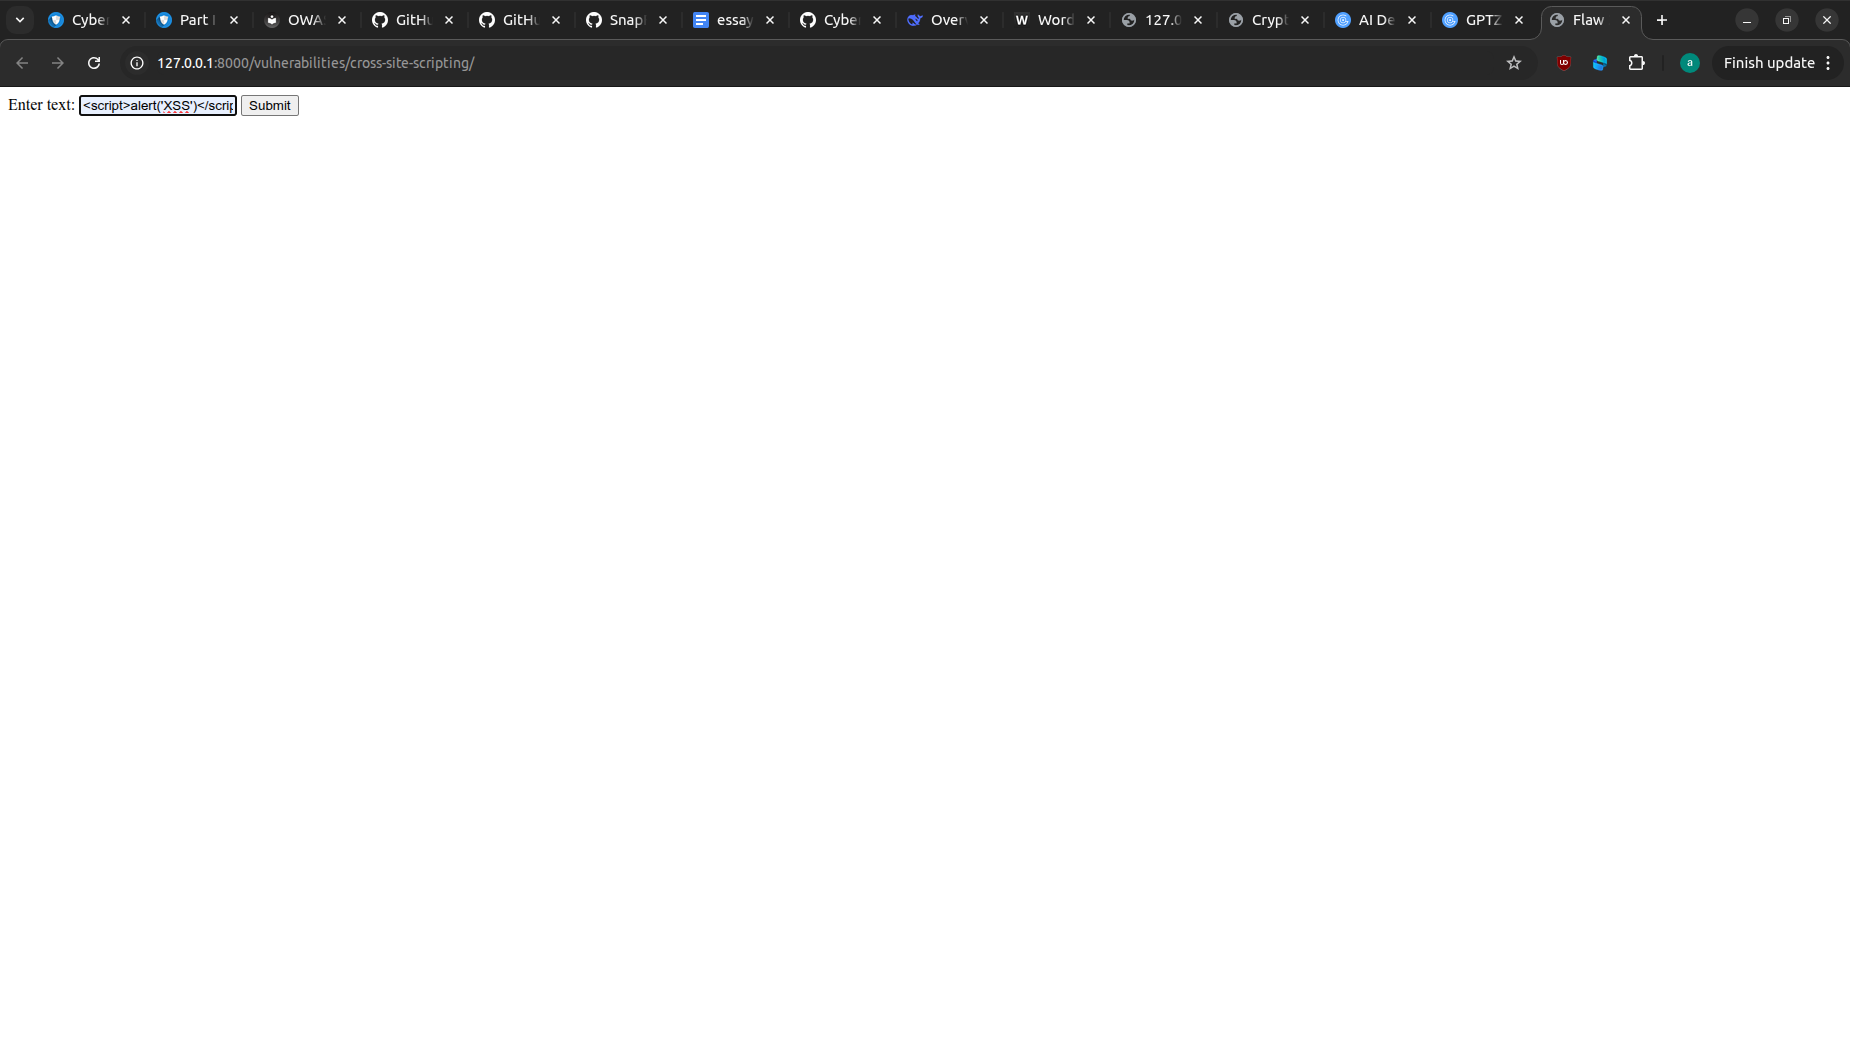 Cyber Part I OWA GitHu GitHu Snap essay Cyber Over Word 127.0 Crypt AI De GPTZ Flaw
127.0.0.1:8000/vulnerabilities/cross-site-scripting/ a Finish update
Enter text: <script>alert('XSS')</scrip Submit